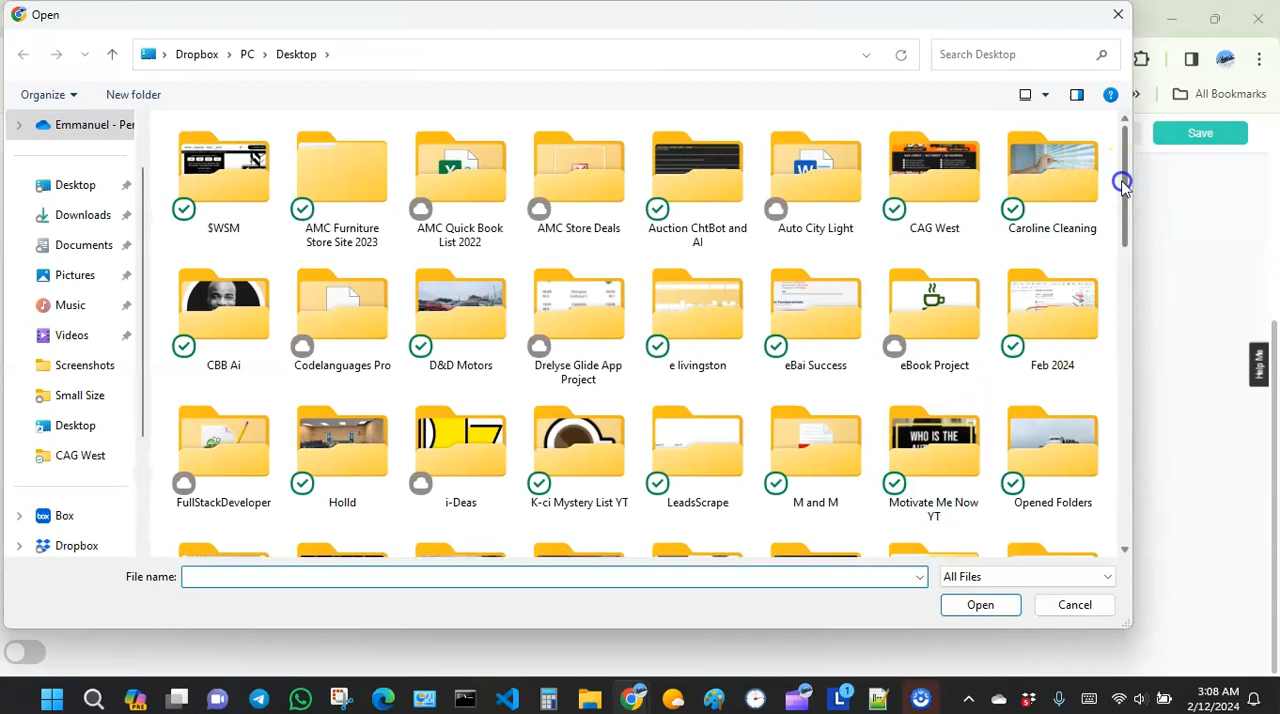 Open
Dropbox
PC
Desktop
Search Desktop
Organize
New folder
All Bookmarks
Save
Emmanuel - Per
Desktop
Downloads
Documents
Pictures
Music
Videos
Screenshots
Small Size
Desktop
CAG West
Box
Dropbox
$WSM
AMC Furniture
Store Site 2023
AMC Quick Book
List 2022
AMC Store Deals
Auction ChtBot and
AI
Auto City Light
CAG West
Caroline Cleaning
CBB Ai
Codelanguages Pro
D&D Motors
Drelyse Glide App
Project
e livingston
eBai Success
eBook Project
Feb 2024
FullStackDeveloper
Holld
i-Deas
K-ci Mystery List YT
LeadsScrape
M and M
WHO IS THE
Motivate Me Now
YT
Opened Folders
Help Me
File name:
All Files
Open
Cancel
3:08 AM
2/12/2024